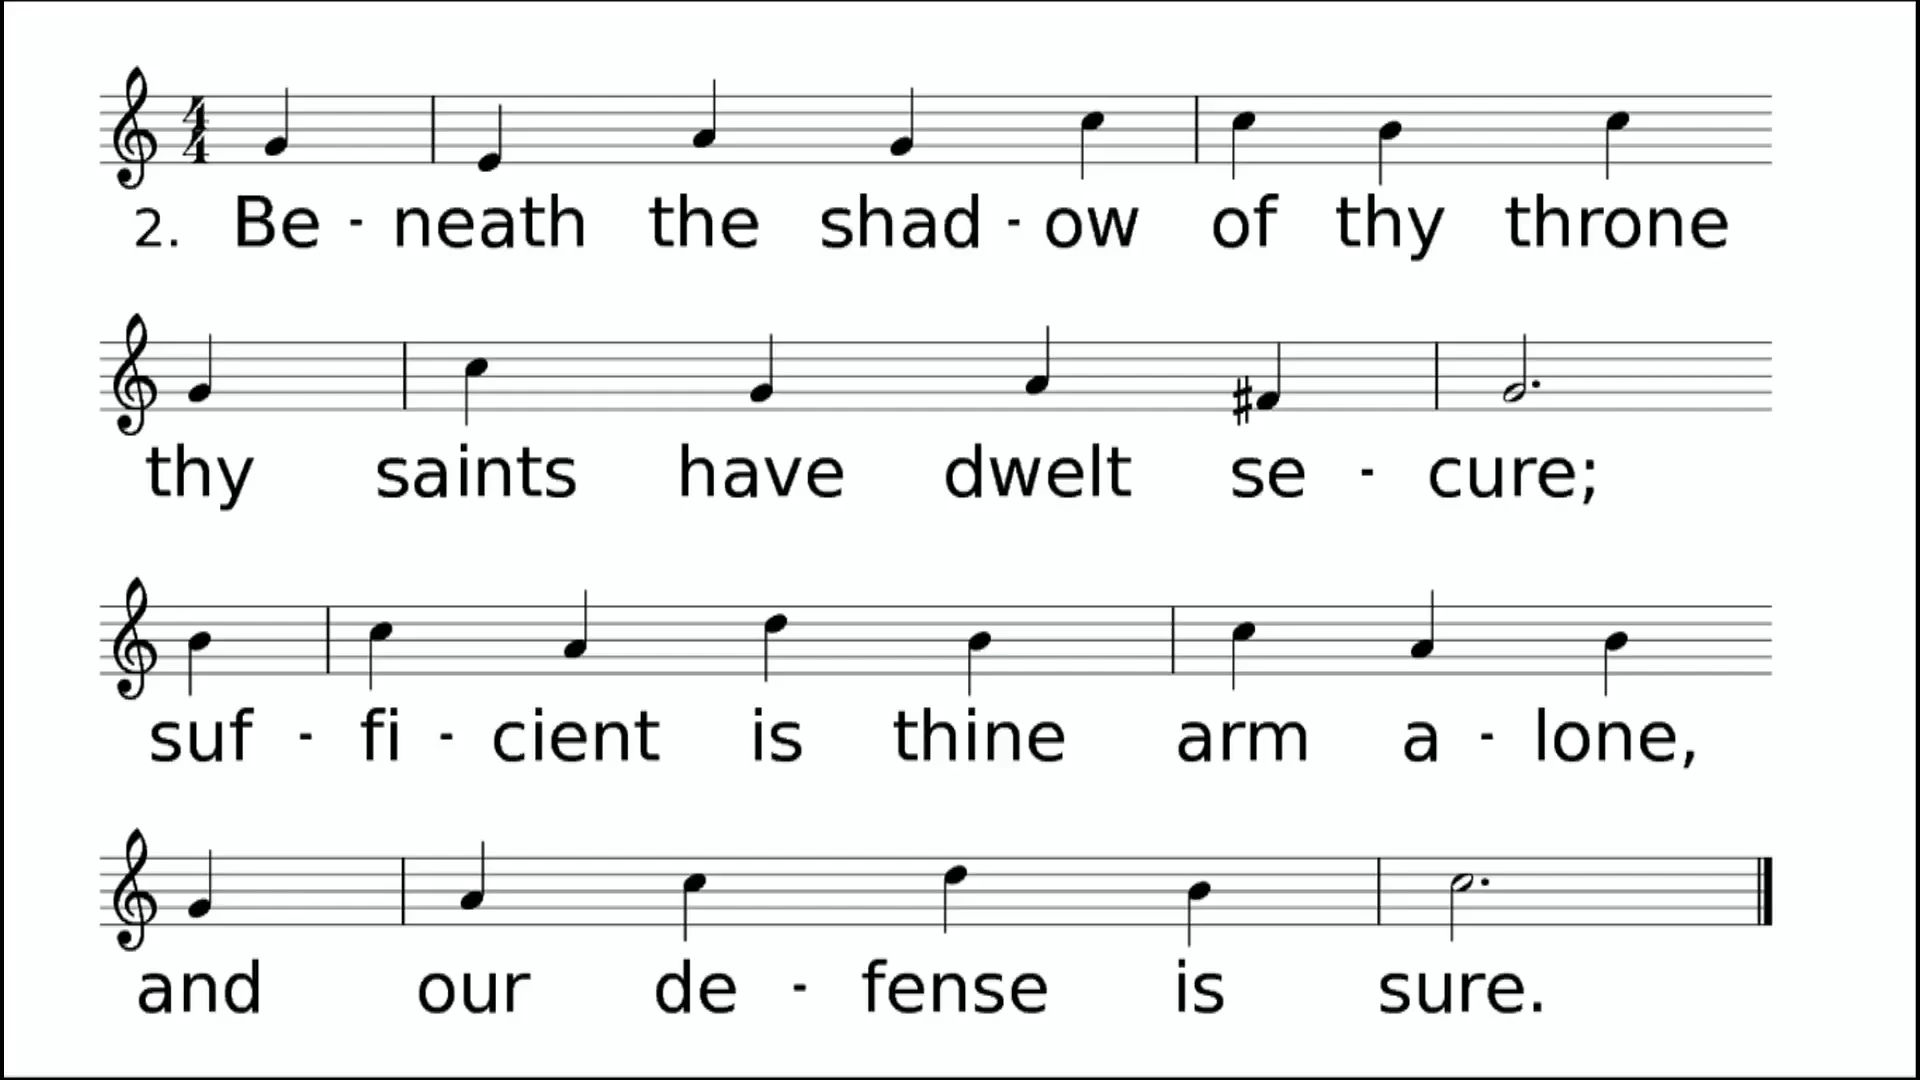 2. Be - neath the shad - ow of thy throne
thy saints have dwelt se - cure;
suf - fi - cient is thine arm a - lone,
and our de - fense is sure.